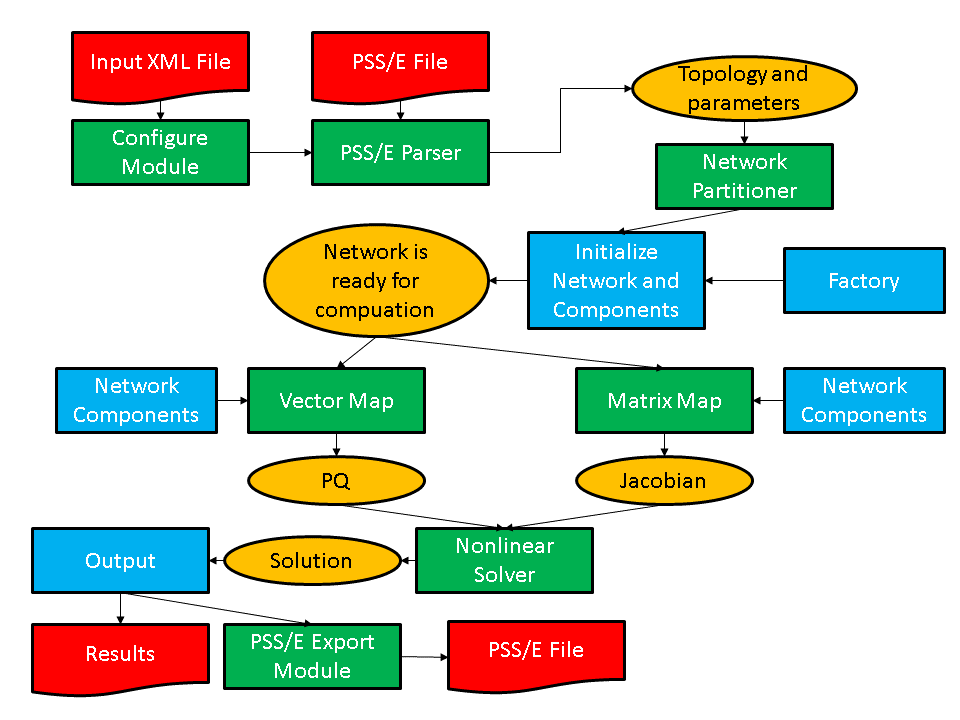 Input XML File
PSS/E File
Topology and
parameters
Configure
Module
PSS/E Parser
Network
Partitioner
Network is
ready for
compuation
Initialize
Network and
Components
Factory
Network
Components
Vector Map
Matrix Map
Network
Components
PQ
Jacobian
Output
Solution
Nonlinear
Solver
Results
PSS/E Export
Module
PSS/E File